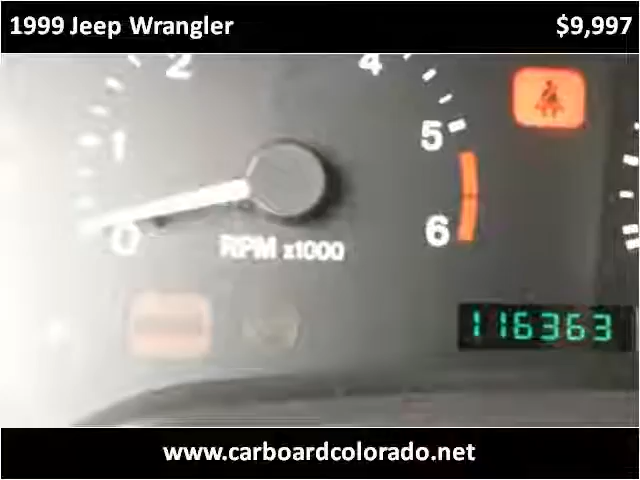 1999 Jeep Wrangler $9,997
2 4
1 5
0 6
RPM x1000
116363
www.carboardcolorado.net